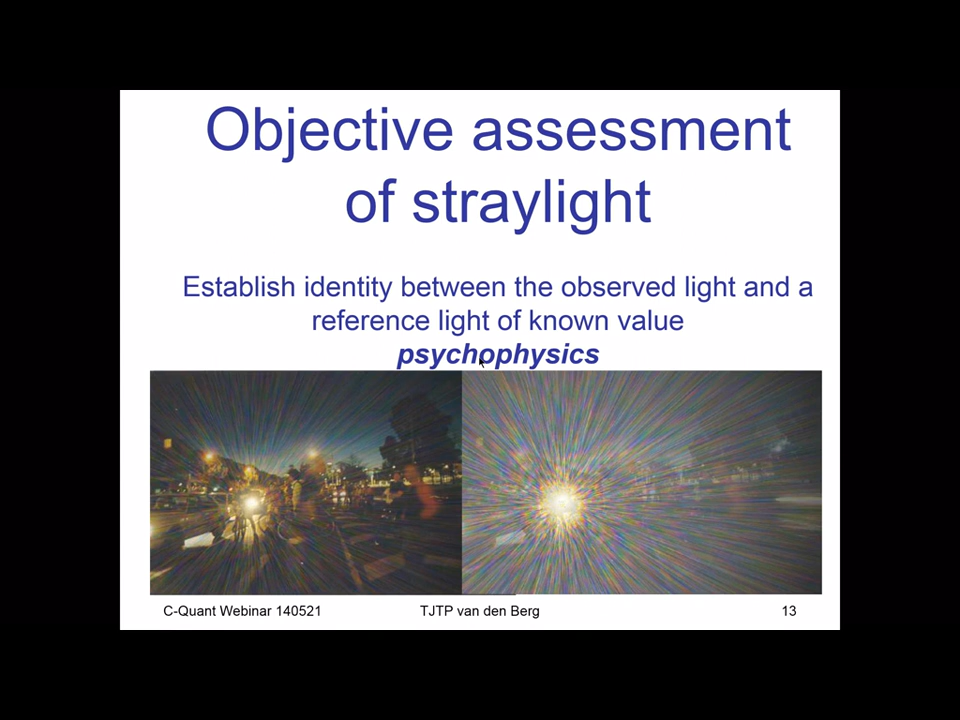 Objective assessment
of straylight
Establish identity between the observed light and a
reference light of known value
psychophysics
C-Quant Webinar 140521
TJTP van den Berg
13